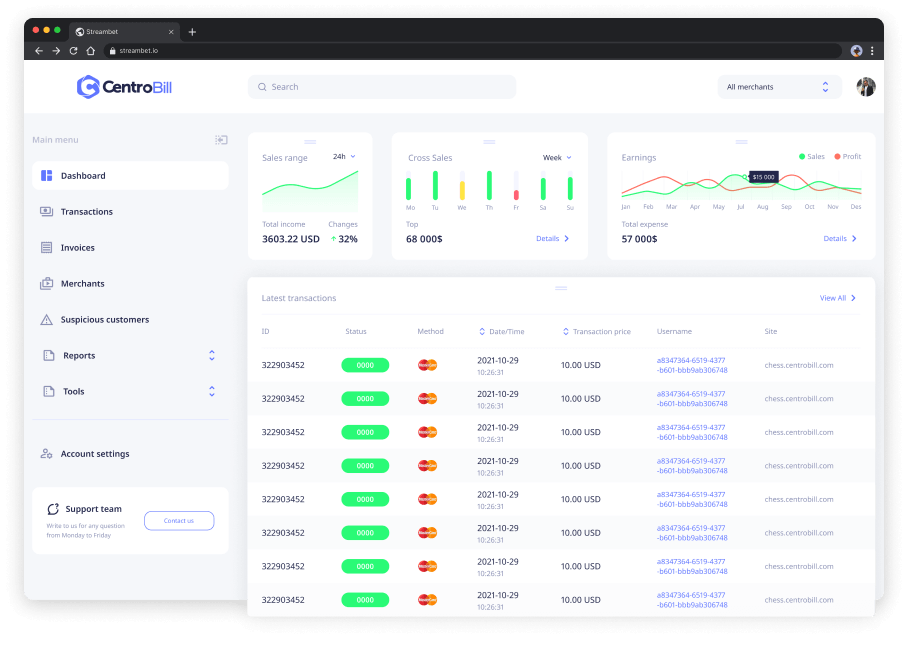 Streambet
streambet.io
CentroBill
Search
All merchants
Main menu
Dashboard
Transactions
Invoices
Merchants
Suspicious customers
Reports
Tools
Account settings
Support team
Write to us for any question
from Monday to Friday
Contact us
Sales range
24h
Total income
Changes
3603.22 USD
32%
Cross Sales
Week
Mo Tu We Th Fr Sa Su
Top
68 000$
Details
Earnings
Sales
Profit
$15 000
Jan Feb Mar Apr May Jul Aug Sep Oct Nov Des
Total expense
57 000$
Details
Latest transactions
View All
ID Status Method Date/Time Transaction price Username Site
322903452 0000 MasterCard 2021-10-29 10.00 USD a8347364-6519-4377 chess.centrobill.com
10:26:31 -b601-bbb9ab306748
322903452 0000 MasterCard 2021-10-29 10.00 USD a8347364-6519-4377 chess.centrobill.com
10:26:31 -b601-bbb9ab306748
322903452 0000 MasterCard 2021-10-29 10.00 USD a8347364-6519-4377 chess.centrobill.com
10:26:31 -b601-bbb9ab306748
322903452 0000 MasterCard 2021-10-29 10.00 USD a8347364-6519-4377 chess.centrobill.com
10:26:31 -b601-bbb9ab306748
322903452 0000 MasterCard 2021-10-29 10.00 USD a8347364-6519-4377 chess.centrobill.com
10:26:31 -b601-bbb9ab306748
322903452 0000 MasterCard 2021-10-29 10.00 USD a8347364-6519-4377 chess.centrobill.com
10:26:31 -b601-bbb9ab306748
322903452 0000 MasterCard 2021-10-29 10.00 USD a8347364-6519-4377 chess.centrobill.com
10:26:31 -b601-bbb9ab306748
322903452 0000 MasterCard 2021-10-29 10.00 USD a8347364-6519-4377 chess.centrobill.com
10:26:31 -b601-bbb9ab306748